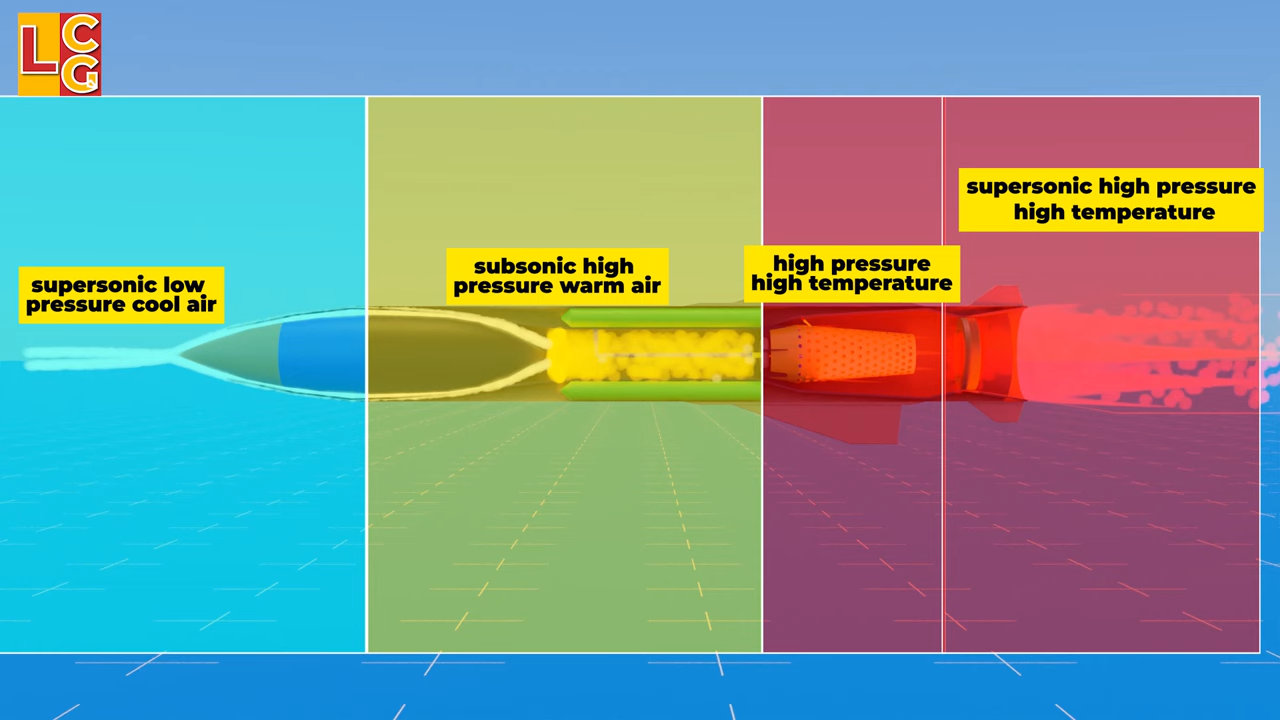 LCG
supersonic low
pressure cool air
subsonic high
pressure warm air
high pressure
high temperature
supersonic high pressure
high temperature